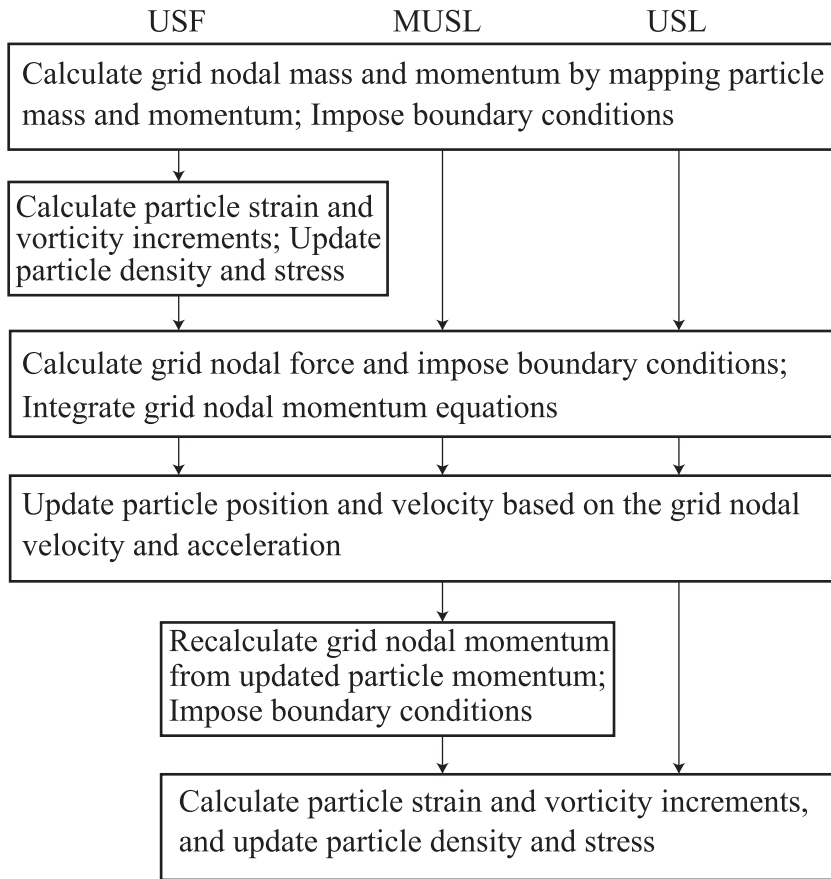 USF MUSL USL
Calculate grid nodal mass and momentum by mapping particle
mass and momentum; Impose boundary conditions
Calculate particle strain and
vorticity increments; Update
particle density and stress
Calculate grid nodal force and impose boundary conditions;
Integrate grid nodal momentum equations
Update particle position and velocity based on the grid nodal
velocity and acceleration
Recalculate grid nodal momentum
from updated particle momentum;
Impose boundary conditions
Calculate particle strain and vorticity increments,
and update particle density and stress